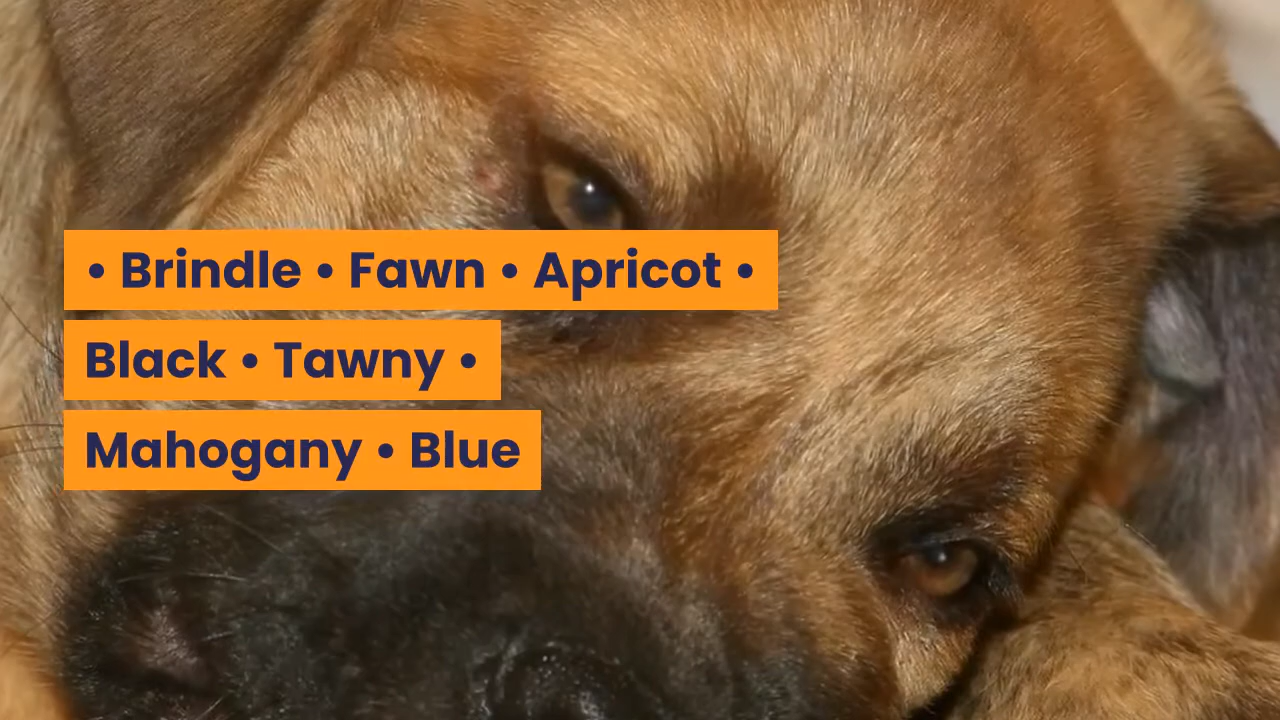 • Brindle • Fawn • Apricot •
Black • Tawny •
Mahogany • Blue